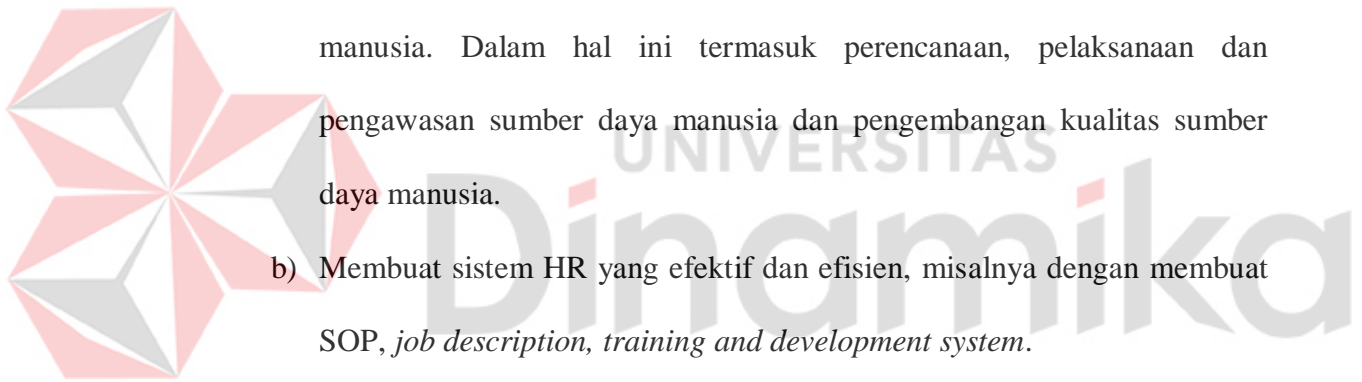 manusia. Dalam hal ini termasuk perencanaan, pelaksanaan dan
pengawasan sumber daya manusia dan pengembangan kualitas sumber
UNIVERSITAS
daya manusia.
Dinamika
b) Membuat sistem HR yang efektif dan efisien, misalnya dengan membuat
SOP, job description, training and development system.